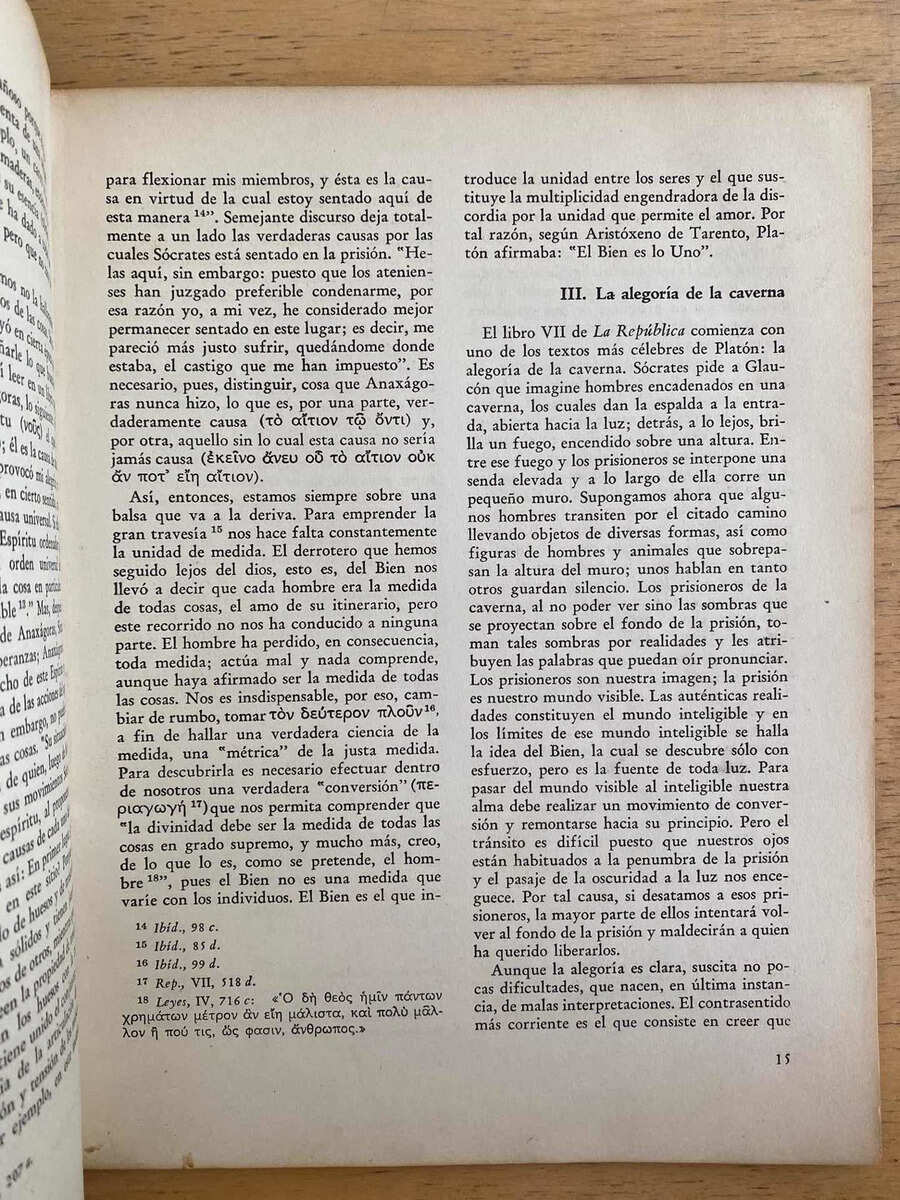 para flexionar mis miembros, y ésta es la cau-
sa en virtud de la cual estoy sentado aquí de
esta manera ¹⁴”. Semejante discurso deja total-
mente a un lado las verdaderas causas por las
cuales Sócrates está sentado en la prisión. “He-
las aquí, sin embargo: puesto que los atenien-
ses han juzgado preferible condenarme, por
esa razón yo, a mi vez, he considerado mejor
permanecer sentado en este lugar; es decir, me
pareció más justo sufrir, quedándome donde
estaba, el castigo que me han impuesto”. Es
necesario, pues, distinguir, cosa que Anaxágo-
ras nunca hizo, lo que es, por una parte, ver-
daderamente causa (τὸ αἴτιον τῷ ὄντι) y,
por otra, aquello sin lo cual esta causa no sería
jamás causa (ἐκεῖνο ἄνευ οὗ τὸ αἴτιον οὐκ
ἄν ποτ’ εἴη αἴτιον).
Así, entonces, estamos siempre sobre una
balsa que va a la deriva. Para emprender la
gran travesía ¹⁵ nos hace falta constantemente
la unidad de medida. El derrotero que hemos
seguido lejos del dios, esto es, del Bien nos
llevó a decir que cada hombre era la medida
de todas cosas, el amo de su itinerario, pero
este recorrido no nos ha conducido a ninguna
parte. El hombre ha perdido, en consecuencia,
toda medida; actúa mal y nada comprende,
aunque haya afirmado ser la medida de todas
las cosas. Nos es insdispensable, por eso, cam-
biar de rumbo, tomar τὸν δεύτερον πλοῦν¹⁶,
a fin de hallar una verdadera ciencia de la
medida, una “métrica” de la justa medida.
Para descubrirla es necesario efectuar dentro
de nosotros una verdadera “conversión” (πε-
ριαγωγή ¹⁷) que nos permita comprender que
“la divinidad debe ser la medida de todas las
cosas en grado supremo, y mucho más, creo,
de lo que lo es, como se pretende, el hom-
bre ¹⁸”, pues el Bien no es una medida que
varíe con los individuos. El Bien es el que in-
14 Ibíd., 98 c.
15 Ibíd., 85 d.
16 Ibíd., 99 d.
17 Rep., VII, 518 d.
18 Leyes, IV, 716 c: «Ὁ δὴ θεὸς ἡμῖν πάντων
χρημάτων μέτρον ἂν εἴη μάλιστα, καὶ πολὺ μᾶλ-
λον ἤ πού τις, ὥς φασιν, ἄνθρωπος.»
troduce la unidad entre los seres y el que sus-
tituye la multiplicidad engendradora de la dis-
cordia por la unidad que permite el amor. Por
tal razón, según Aristóxeno de Tarento, Pla-
tón afirmaba: “El Bien es lo Uno”.
III. La alegoría de la caverna
El libro VII de La República comienza con
uno de los textos más célebres de Platón: la
alegoría de la caverna. Sócrates pide a Glau-
cón que imagine hombres encadenados en una
caverna, los cuales dan la espalda a la entra-
da, abierta hacia la luz; detrás, a lo lejos, bri-
lla un fuego, encendido sobre una altura. En-
tre ese fuego y los prisioneros se interpone una
senda elevada y a lo largo de ella corre un
pequeño muro. Supongamos ahora que algu-
nos hombres transiten por el citado camino
llevando objetos de diversas formas, así como
figuras de hombres y animales que sobrepa-
san la altura del muro; unos hablan en tanto
otros guardan silencio. Los prisioneros de la
caverna, al no poder ver sino las sombras que
se proyectan sobre el fondo de la prisión, to-
man tales sombras por realidades y les atri-
buyen las palabras que puedan oír pronunciar.
Los prisioneros son nuestra imagen; la prisión
es nuestro mundo visible. Las auténticas reali-
dades constituyen el mundo inteligible y en
los límites de ese mundo inteligible se halla
la idea del Bien, la cual se descubre sólo con
esfuerzo, pero es la fuente de toda luz. Para
pasar del mundo visible al inteligible nuestra
alma debe realizar un movimiento de conver-
sión y remontarse hacia su principio. Pero el
tránsito es difícil puesto que nuestros ojos
están habituados a la penumbra de la prisión
y el pasaje de la oscuridad a la luz nos ence-
guece. Por tal causa, si desatamos a esos pri-
sioneros, la mayor parte de ellos intentará vol-
ver al fondo de la prisión y maldecirán a quien
ha querido liberarlos.
Aunque la alegoría es clara, suscita no po-
cas dificultades, que nacen, en última instan-
cia, de malas interpretaciones. El contrasentido
más corriente es el que consiste en creer que
15